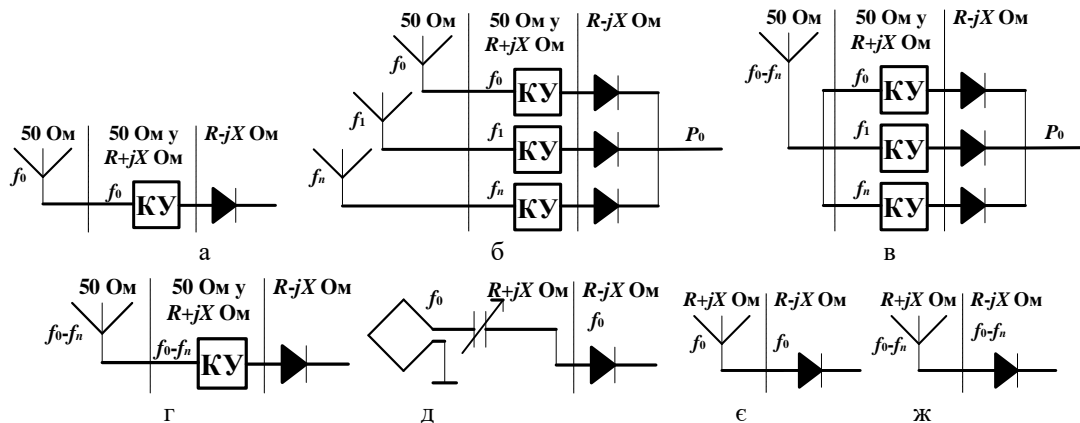 50 Ом
50 Ом у
R+jX Ом
R-jX Ом
f0
f0
КУ
а
50 Ом
50 Ом у
R+jX Ом
R-jX Ом
f0
f0
КУ
f1
f1
КУ
P0
fn
fn
КУ
б
50 Ом
50 Ом у
R+jX Ом
R-jX Ом
f0-fn
f0
КУ
f1
КУ
P0
fn
КУ
в
50 Ом
50 Ом у
R+jX Ом
R-jX Ом
f0-fn
f0-fn
КУ
г
f0
R+jX Ом
R-jX Ом
f0
д
R+jX Ом
R-jX Ом
f0
f0
є
R+jX Ом
R-jX Ом
f0-fn
f0-fn
ж